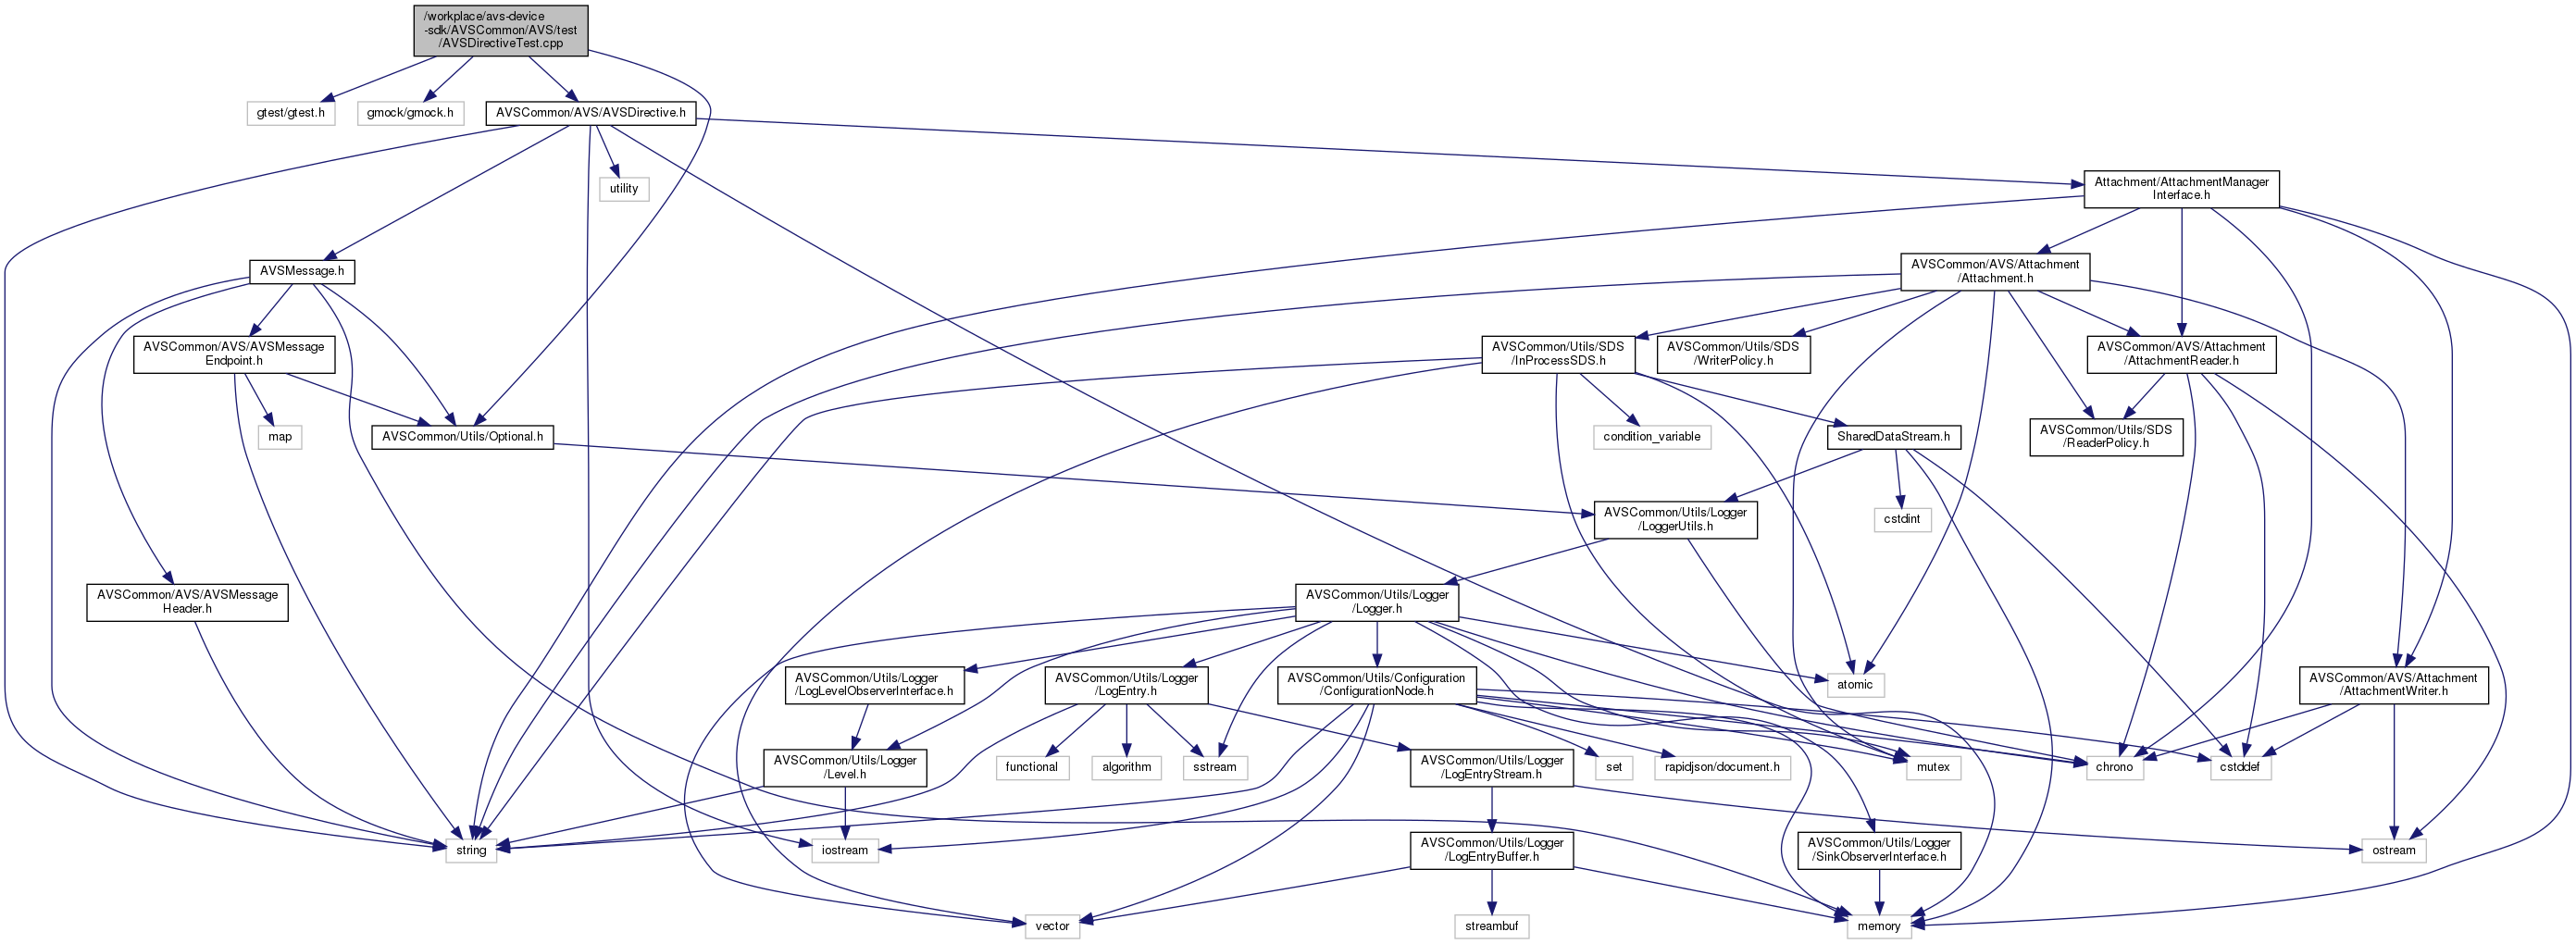 /workplace/avs-device
-sdk/AVSCommon/AVS/test
/AVSDirectiveTest.cpp
gtest/gtest.h
gmock/gmock.h
AVSCommon/AVS/AVSDirective.h
utility
Attachment/AttachmentManager
Interface.h
AVSMessage.h
AVSCommon/AVS/Attachment
/Attachment.h
AVSCommon/AVS/AVSMessage
Endpoint.h
AVSCommon/Utils/SDS
/InProcessSDS.h
AVSCommon/Utils/SDS
/WriterPolicy.h
AVSCommon/AVS/Attachment
/AttachmentReader.h
map
AVSCommon/Utils/Optional.h
condition_variable
SharedDataStream.h
AVSCommon/Utils/SDS
/ReaderPolicy.h
AVSCommon/Utils/Logger
/LoggerUtils.h
cstdint
AVSCommon/AVS/AVSMessage
Header.h
AVSCommon/Utils/Logger
/Logger.h
AVSCommon/Utils/Logger
/LogLevelObserverInterface.h
AVSCommon/Utils/Logger
/LogEntry.h
AVSCommon/Utils/Configuration
/ConfigurationNode.h
atomic
AVSCommon/AVS/Attachment
/AttachmentWriter.h
AVSCommon/Utils/Logger
/Level.h
functional
algorithm
sstream
AVSCommon/Utils/Logger
/LogEntryStream.h
set
rapidjson/document.h
mutex
chrono
cstddef
string
iostream
AVSCommon/Utils/Logger
/LogEntryBuffer.h
AVSCommon/Utils/Logger
/SinkObserverInterface.h
ostream
vector
streambuf
memory